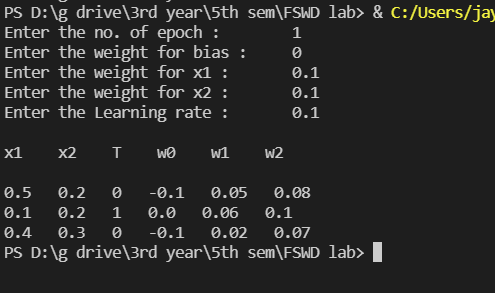 PS D:\g drive\3rd year\5th sem\FSWD lab> & C:/Users/jay
Enter the no. of epoch : 1
Enter the weight for bias : 0
Enter the weight for x1 : 0.1
Enter the weight for x2 : 0.1
Enter the Learning rate : 0.1
x1 x2 T w0 w1 w2
0.5 0.2 0 -0.1 0.05 0.08
0.1 0.2 1 0.0 0.06 0.1
0.4 0.3 0 -0.1 0.02 0.07
PS D:\g drive\3rd year\5th sem\FSWD lab>